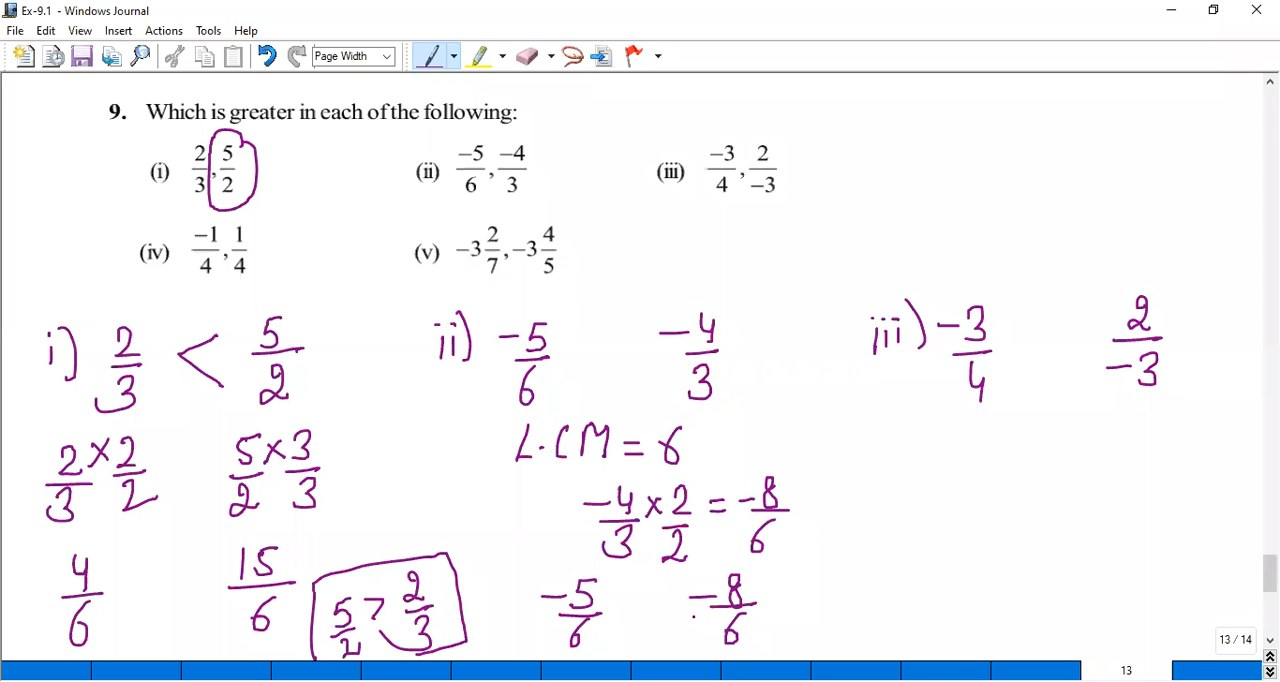 Ex-9.1 - Windows Journal
File Edit View Insert Actions Tools Help
Page Width
9. Which is greater in each of the following:
(i) 2/3, 5/2 (ii) -5/6, -4/3 (iii) -3/4, 2/-3
(iv) -1/4, 1/4 (v) -3 2/7, -3 4/5
i) 2/3 < 5/2
2/3 × 2/2 5/2 × 3/3
4/6 15/6
5/2 > 2/3
ii) -5/6 -4/3
L.CM = 6
-4/3 × 2/2 = -8/6
-5/6 -8/6
iii) -3/4 2/-3
13 / 14
13